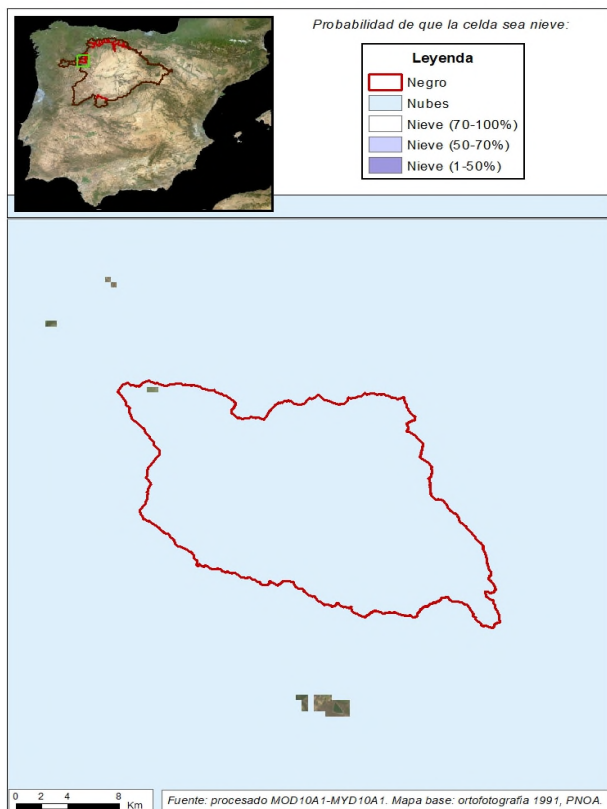 Probabilidad de que la celda sea nieve:
Leyenda
Negro
Nubes
Nieve (70-100%)
Nieve (50-70%)
Nieve (1-50%)
0 2 4 8
Km
Fuente: procesado MOD10A1-MYD10A1. Mapa base: ortofotografía 1991, PNOA